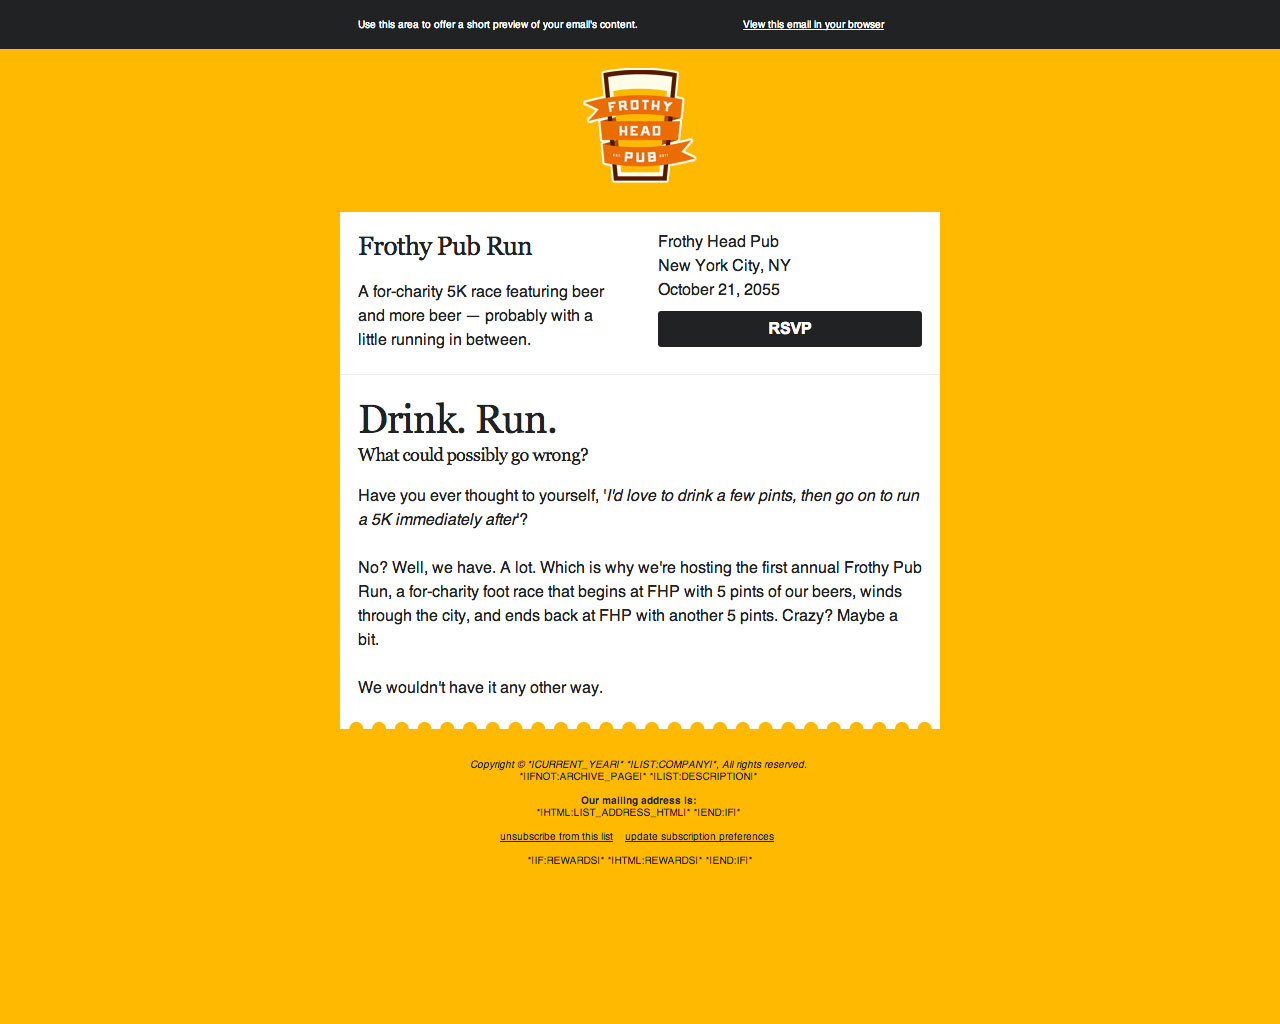 Use this area to offer a short preview of your email's content.
View this email in your browser
FROTHY
HEAD
PUB
Frothy Pub Run
A for-charity 5K race featuring beer
and more beer — probably with a
little running in between.
Frothy Head Pub
New York City, NY
October 21, 2055
RSVP
Drink. Run.
What could possibly go wrong?
Have you ever thought to yourself, 'I'd love to drink a few pints, then go on to run
a 5K immediately after'?
No? Well, we have. A lot. Which is why we're hosting the first annual Frothy Pub
Run, a for-charity foot race that begins at FHP with 5 pints of our beers, winds
through the city, and ends back at FHP with another 5 pints. Crazy? Maybe a
bit.
We wouldn't have it any other way.
Copyright © *|CURRENT_YEAR|* *|LIST:COMPANY|*, All rights reserved.
*|IFNOT:ARCHIVE_PAGE|* *|LIST:DESCRIPTION|*
Our mailing address is:
*|HTML:LIST_ADDRESS_HTML|* *|END:IF|*
unsubscribe from this list update subscription preferences
*|IF:REWARDS|* *|HTML:REWARDS|* *|END:IF|*